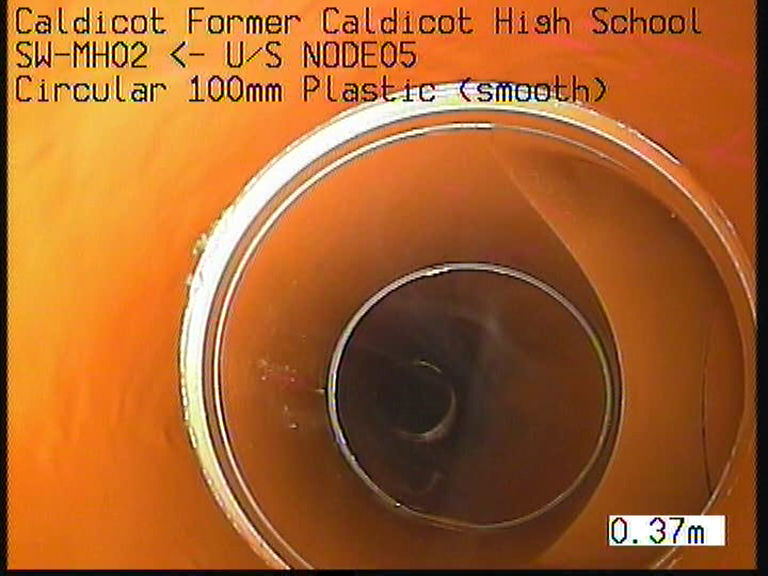 Caldicot Former Caldicot High School
SW-MH02 <- U/S NODE05
Circular 100mm Plastic (smooth)
0.37m